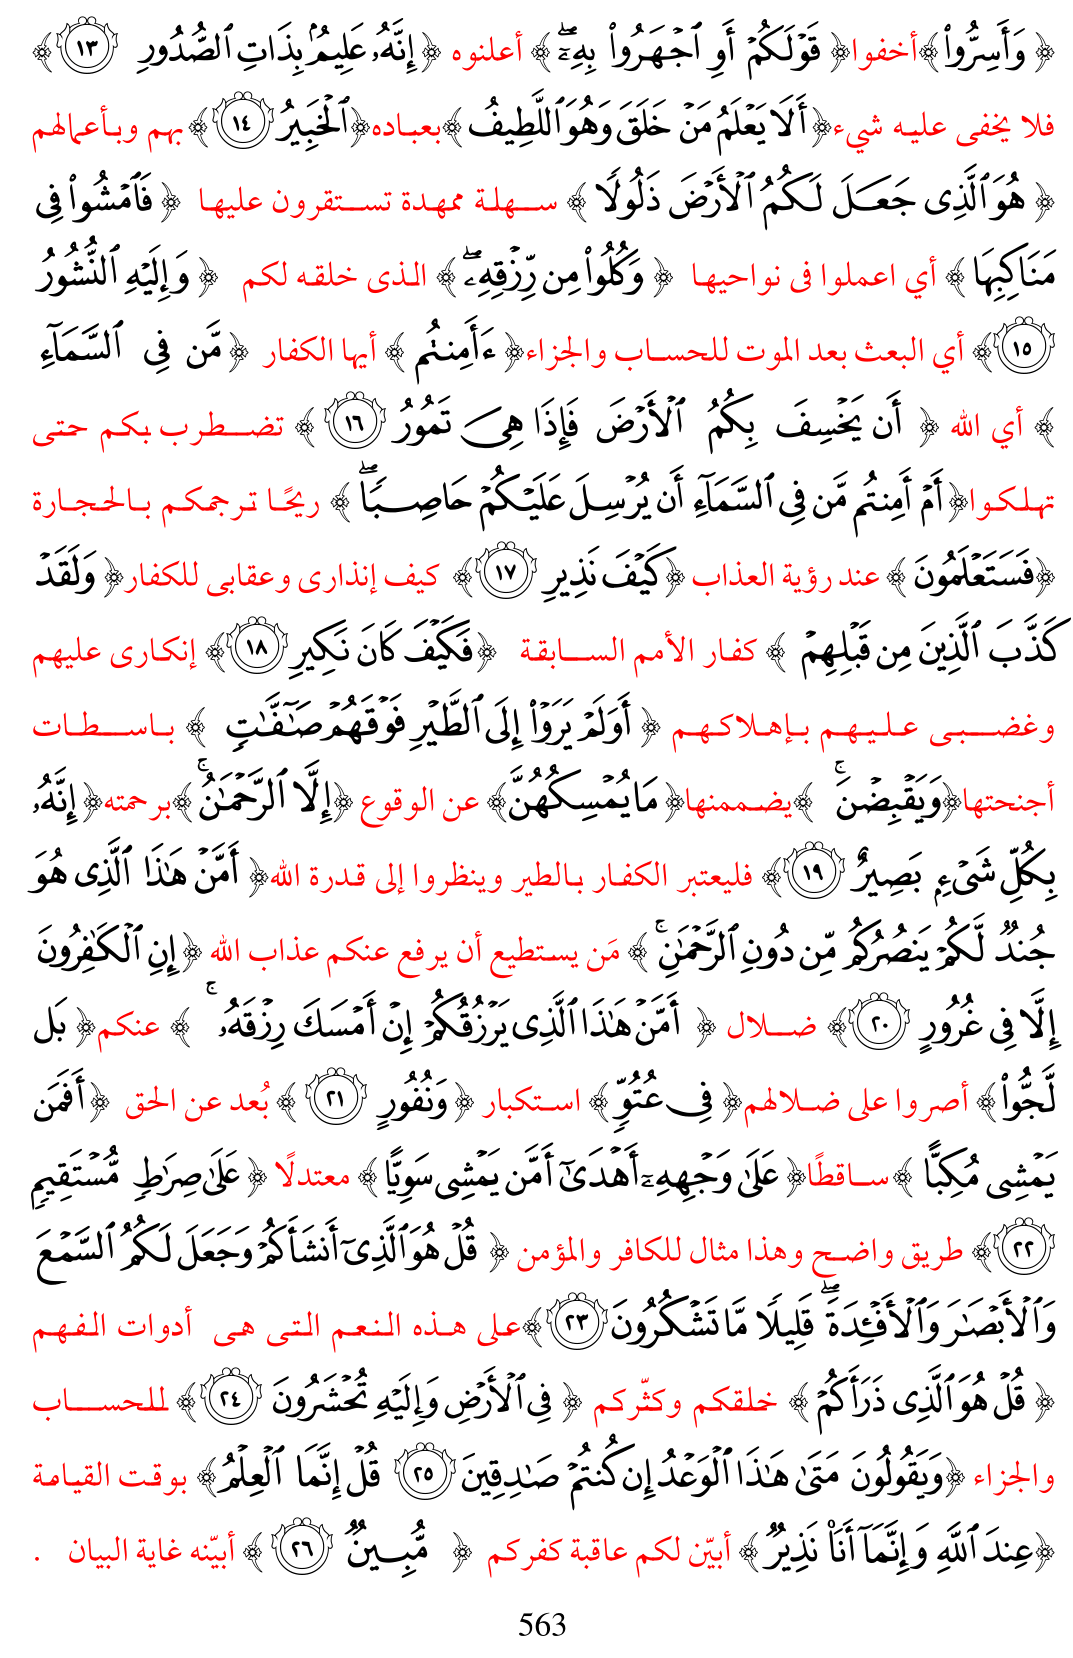 ﴿ وَأَسِرُّوا۟ ﴾أخفوا﴿ قَوْلَكُمْ أَوِ ٱجْهَرُوا۟ بِهِۦٓ ۖ ﴾ أعلنوه ﴿ إِنَّهُۥ عَلِيمٌۢ بِذَاتِ ٱلصُّدُورِ ١٣ ﴾
فلا يخفى عليه شيء﴿ أَلَا يَعْلَمُ مَنْ خَلَقَ وَهُوَ ٱللَّطِيفُ ﴾بعباده﴿ٱلْخَبِيرُ ١٤ ﴾بهم وبأعمالهم
﴿ هُوَ ٱلَّذِى جَعَلَ لَكُمُ ٱلْأَرْضَ ذَلُولًا ﴾ سهلة ممهدة تستقرون عليها ﴿ فَٱمْشُوا۟ فِى
مَنَاكِبِهَا ﴾ أي اعملوا فى نواحيها ﴿ وَكُلُوا۟ مِن رِّزْقِهِۦ ۖ ﴾ الذى خلقه لكم ﴿ وَإِلَيْهِ ٱلنُّشُورُ
١٥ ﴾ أي البعث بعد الموت للحساب والجزاء﴿ ءَأَمِنتُم ﴾ أيها الكفار ﴿ مَّن فِى ٱلسَّمَآءِ
﴾ أي الله ﴿ أَن يَخْسِفَ بِكُمُ ٱلْأَرْضَ فَإِذَا هِىَ تَمُورُ ١٦ ﴾ تضطرب بكم حتى
تهلكوا﴿ أَمْ أَمِنتُم مَّن فِى ٱلسَّمَآءِ أَن يُرْسِلَ عَلَيْكُمْ حَاصِبًا ۖ ﴾ ريحًا ترجمكم بالحجارة
﴿فَسَتَعْلَمُونَ ﴾ عند رؤية العذاب ﴿كَيْفَ نَذِيرِ ١٧ ﴾ كيف إنذارى وعقابى للكفار﴿ وَلَقَدْ
كَذَّبَ ٱلَّذِينَ مِن قَبْلِهِمْ ﴾ كفار الأمم السابقة ﴿فَكَيْفَ كَانَ نَكِيرِ ١٨ ﴾ إنكارى عليهم
وغضبى عليهم بإهلاكهم ﴿ أَوَلَمْ يَرَوْا۟ إِلَى ٱلطَّيْرِ فَوْقَهُمْ صَـٰٓفَّـٰتٍ ﴾ باسطات
أجنحتها﴿وَيَقْبِضْنَ ۚ ﴾يضممنها﴿ مَا يُمْسِكُهُنَّ﴾ عن الوقوع ﴿إِلَّا ٱلرَّحْمَـٰنُ ۚ ﴾برحمته﴿ إِنَّهُۥ
بِكُلِّ شَىْءٍۭ بَصِيرٌ ١٩ ﴾ فليعتبر الكفار بالطير وينظروا إلى قدرة الله﴿ أَمَّنْ هَـٰذَا ٱلَّذِى هُوَ
جُندٌ لَّكُمْ يَنصُرُكُم مِّن دُونِ ٱلرَّحْمَـٰنِ ۚ ﴾ مَن يستطيع أن يرفع عنكم عذاب الله ﴿إِنِ ٱلْكَـٰفِرُونَ
إِلَّا فِى غُرُورٍ ٢٠ ﴾ ضلال ﴿ أَمَّنْ هَـٰذَا ٱلَّذِى يَرْزُقُكُمْ إِنْ أَمْسَكَ رِزْقَهُۥ ۚ ﴾ عنكم﴿ بَل
لَّجُّوا۟ ﴾ أصروا على ضلالهم﴿ فِى عُتُوٍّ ﴾ استكبار ﴿ وَنُفُورٍ ٢١ ﴾ بُعد عن الحق ﴿ أَفَمَن
يَمْشِى مُكِبًّا ﴾ساقطًا﴿ عَلَىٰ وَجْهِهِۦٓ أَهْدَىٰٓ أَمَّن يَمْشِى سَوِيًّا ﴾ معتدلًا ﴿ عَلَىٰ صِرَٰطٍ مُّسْتَقِيمٍ
٢٢ ﴾ طريق واضح وهذا مثال للكافر والمؤمن ﴿ قُلْ هُوَ ٱلَّذِىٓ أَنشَأَكُمْ وَجَعَلَ لَكُمُ ٱلسَّمْعَ
وَٱلْأَبْصَـٰرَ وَٱلْأَفْـِٔدَةَ ۖ قَلِيلًا مَّا تَشْكُرُونَ ٢٣ ﴾على هذه النعم التى هى أدوات الفهم
﴿ قُلْ هُوَ ٱلَّذِى ذَرَأَكُمْ ﴾ خلقكم وكثّركم ﴿ فِى ٱلْأَرْضِ وَإِلَيْهِ تُحْشَرُونَ ٢٤ ﴾ للحساب
والجزاء ﴿وَيَقُولُونَ مَتَىٰ هَـٰذَا ٱلْوَعْدُ إِن كُنتُمْ صَـٰدِقِينَ ٢٥ قُلْ إِنَّمَا ٱلْعِلْمُ ﴾ بوقت القيامة
﴿عِندَ ٱللَّهِ وَإِنَّمَآ أَنَا۠ نَذِيرٌ ﴾ أبيّن لكم عاقبة كفركم ﴿ مُّبِينٌ ٢٦ ﴾ أبيّنه غاية البيان .
563